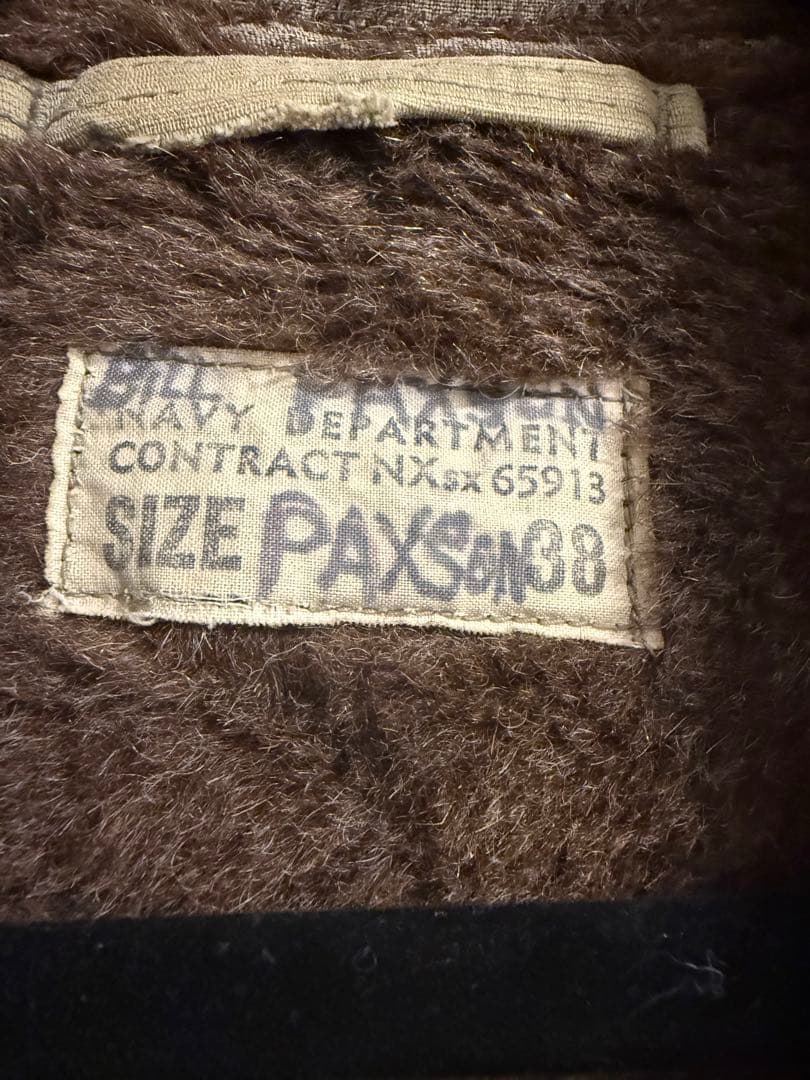 BILL PAXSON
NAVY DEPARTMENT
CONTRACT NXsx 65913
SIZE PAXSON 38